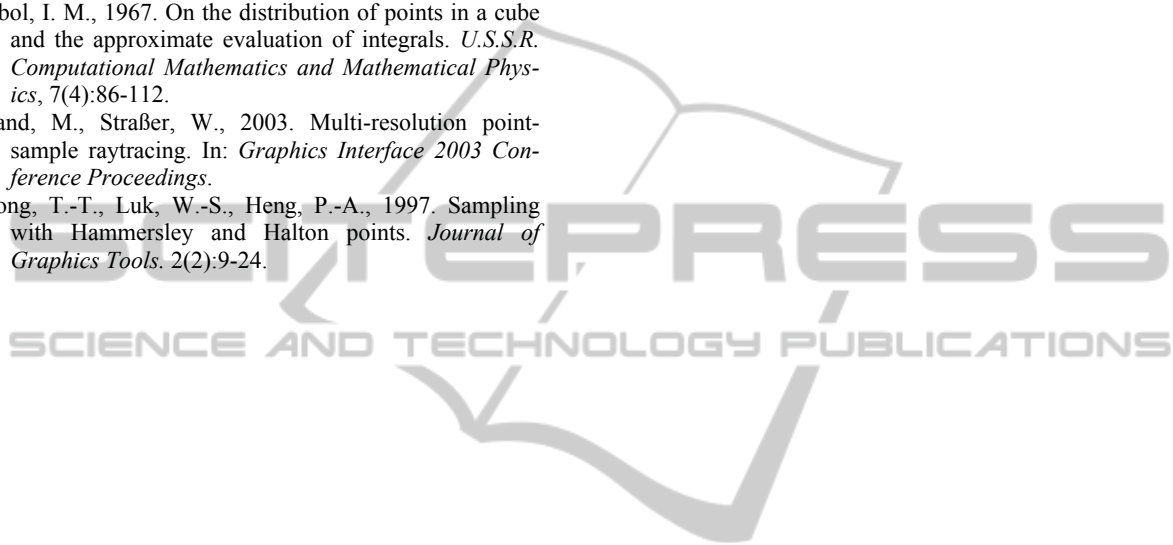 bol, I. M., 1967. On the distribution of points in a cube
and the approximate evaluation of integrals. U.S.S.R.
Computational Mathematics and Mathematical Phys-
ics, 7(4):86-112.
and, M., Straßer, W., 2003. Multi-resolution point-
sample raytracing. In: Graphics Interface 2003 Con-
ference Proceedings.
ong, T.-T., Luk, W.-S., Heng, P.-A., 1997. Sampling
with Hammersley and Halton points. Journal of
Graphics Tools. 2(2):9-24.
SCITEPRESS
SCIENCE AND TECHNOLOGY PUBLICATIONS